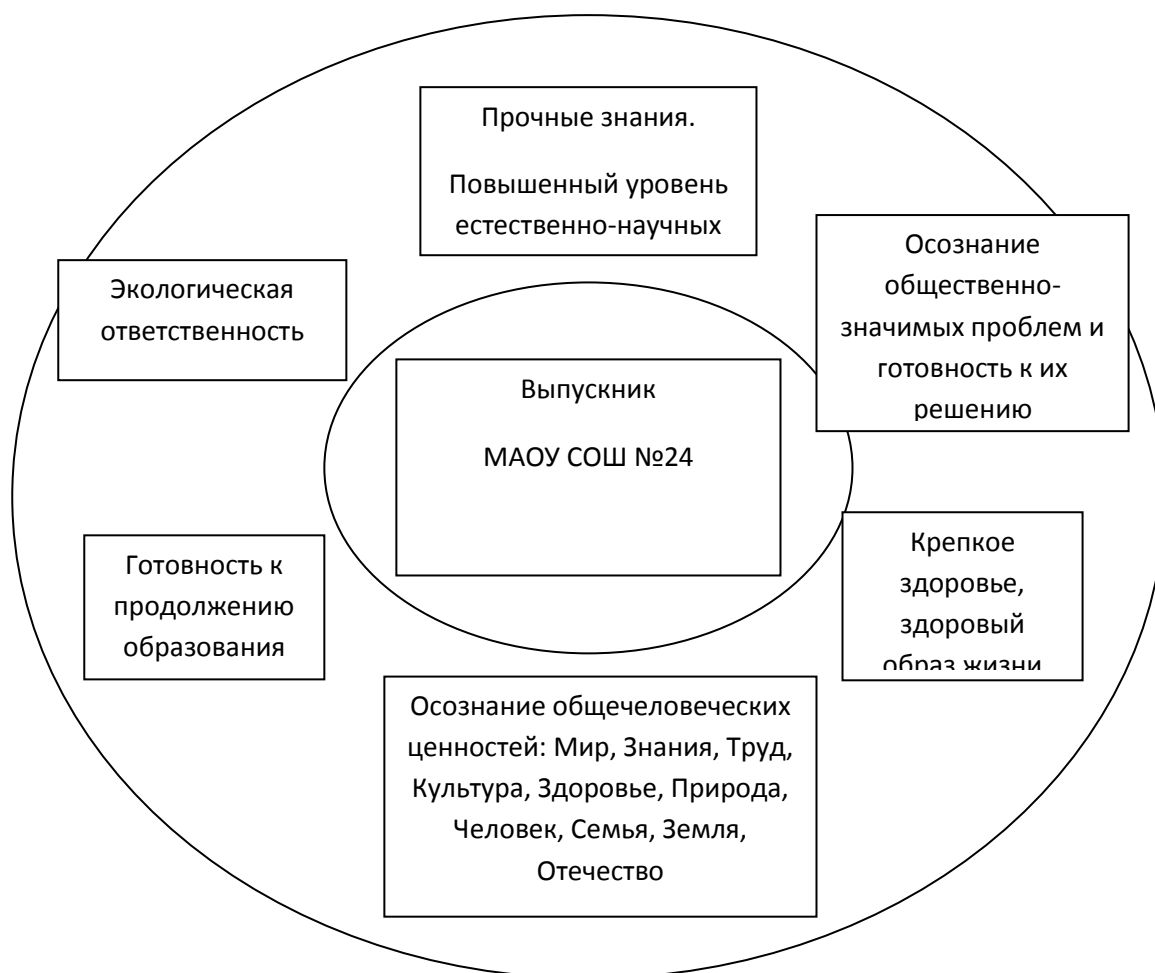 Прочные знания.
Повышенный уровень
естественно-научных
Экологическая
ответственность
Осознание
общественно-
значимых проблем и
готовность к их
решению
Выпускник
МАОУ СОШ №24
Готовность к
продолжению
образования
Крепкое
здоровье,
здоровый
образ жизни
Осознание общечеловеческих
ценностей: Мир, Знания, Труд,
Культура, Здоровье, Природа,
Человек, Семья, Земля,
Отечество